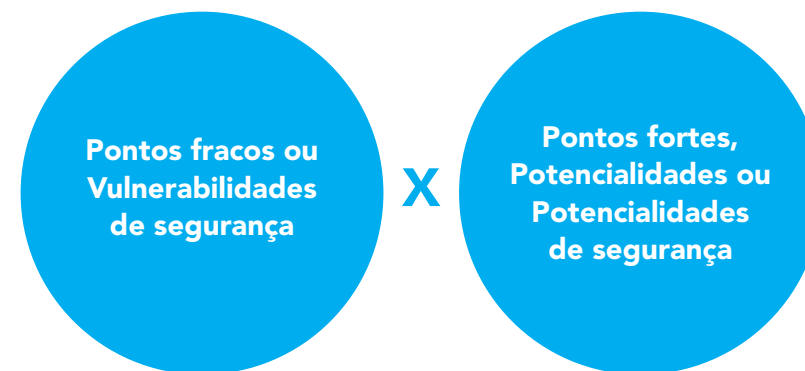 Pontos fracos ou
Vulnerabilidades
de segurança
X
Pontos fortes,
Potencialidades ou
Potencialidades
de segurança